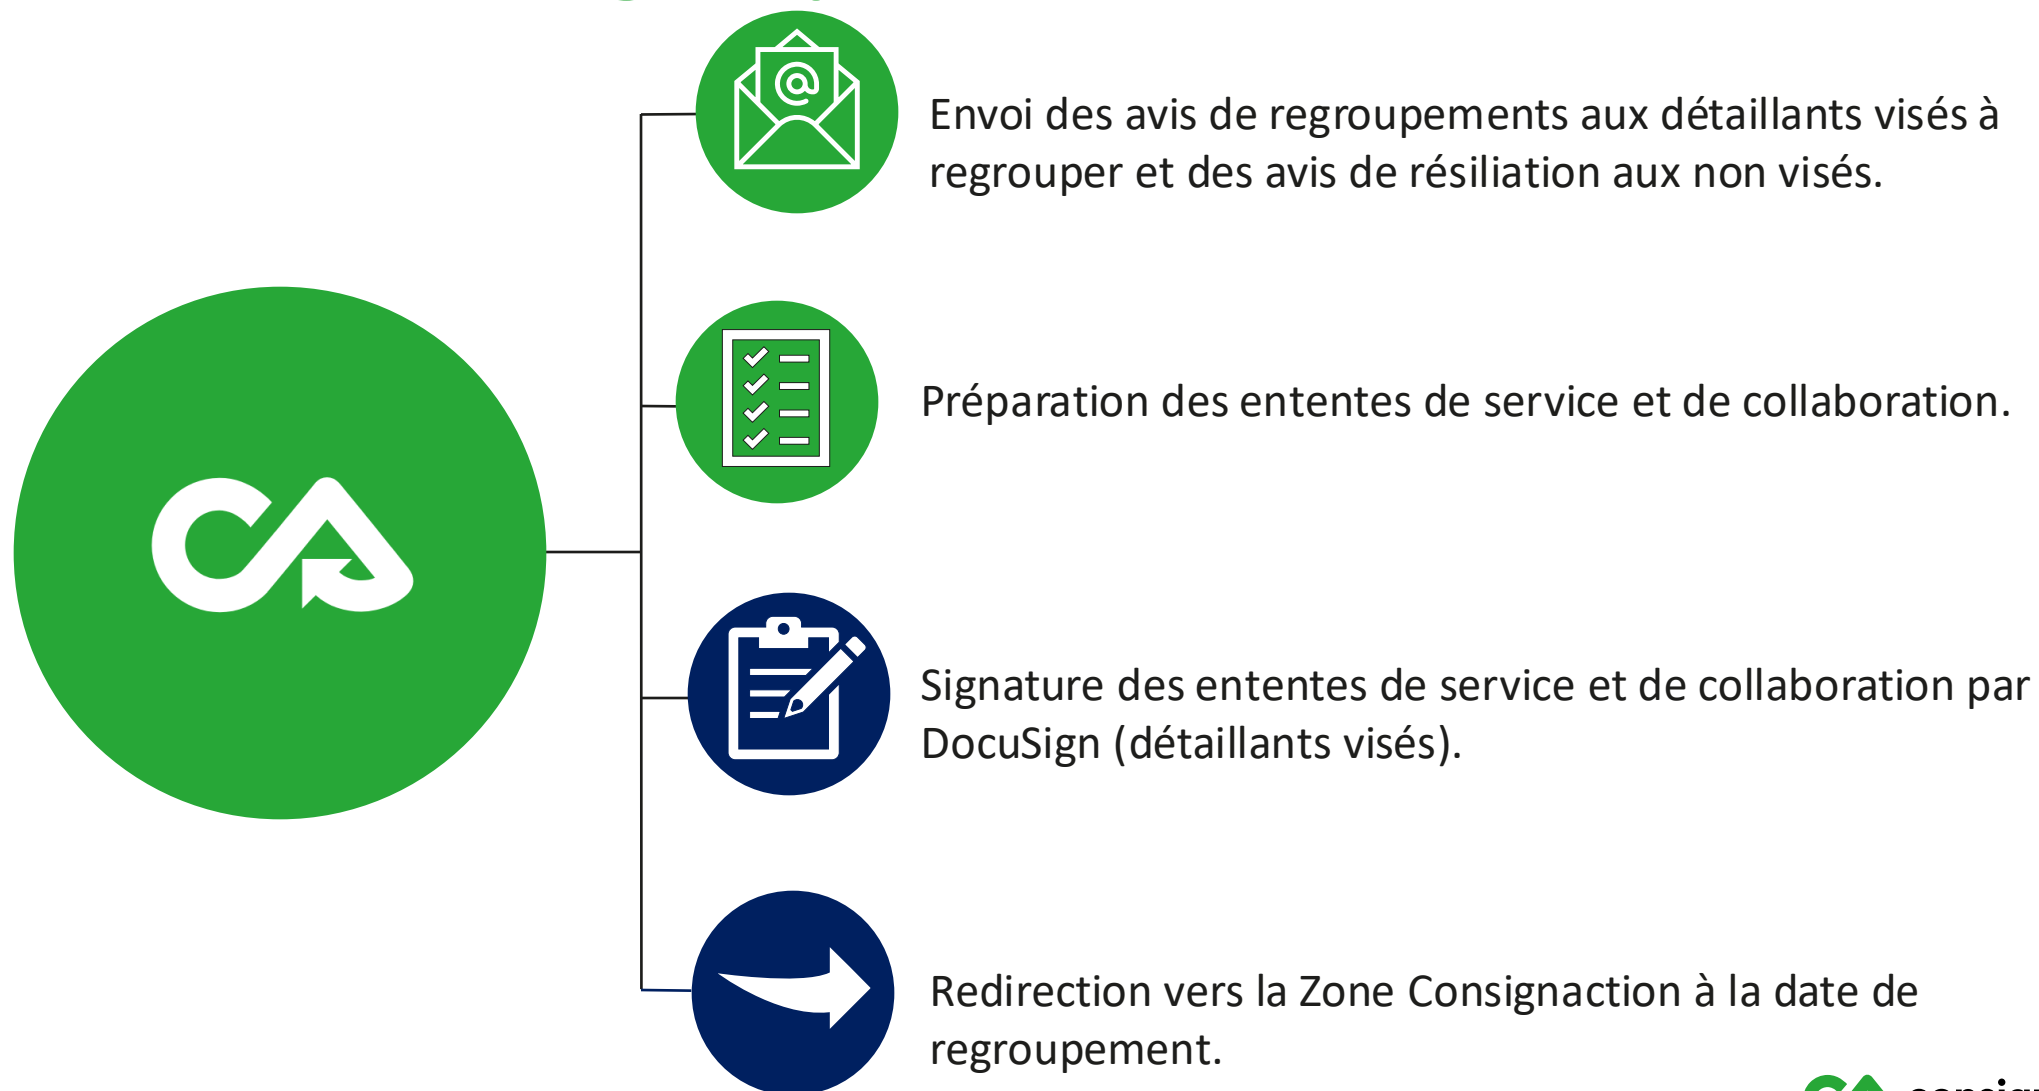 Envoi des avis de regroupements aux détaillants visés à
regrouper et des avis de résiliation aux non visés.
Préparation des ententes de service et de collaboration.
Signature des ententes de service et de collaboration par
DocuSign (détaillants visés).
Redirection vers la Zone Consignaction à la date de
regroupement.